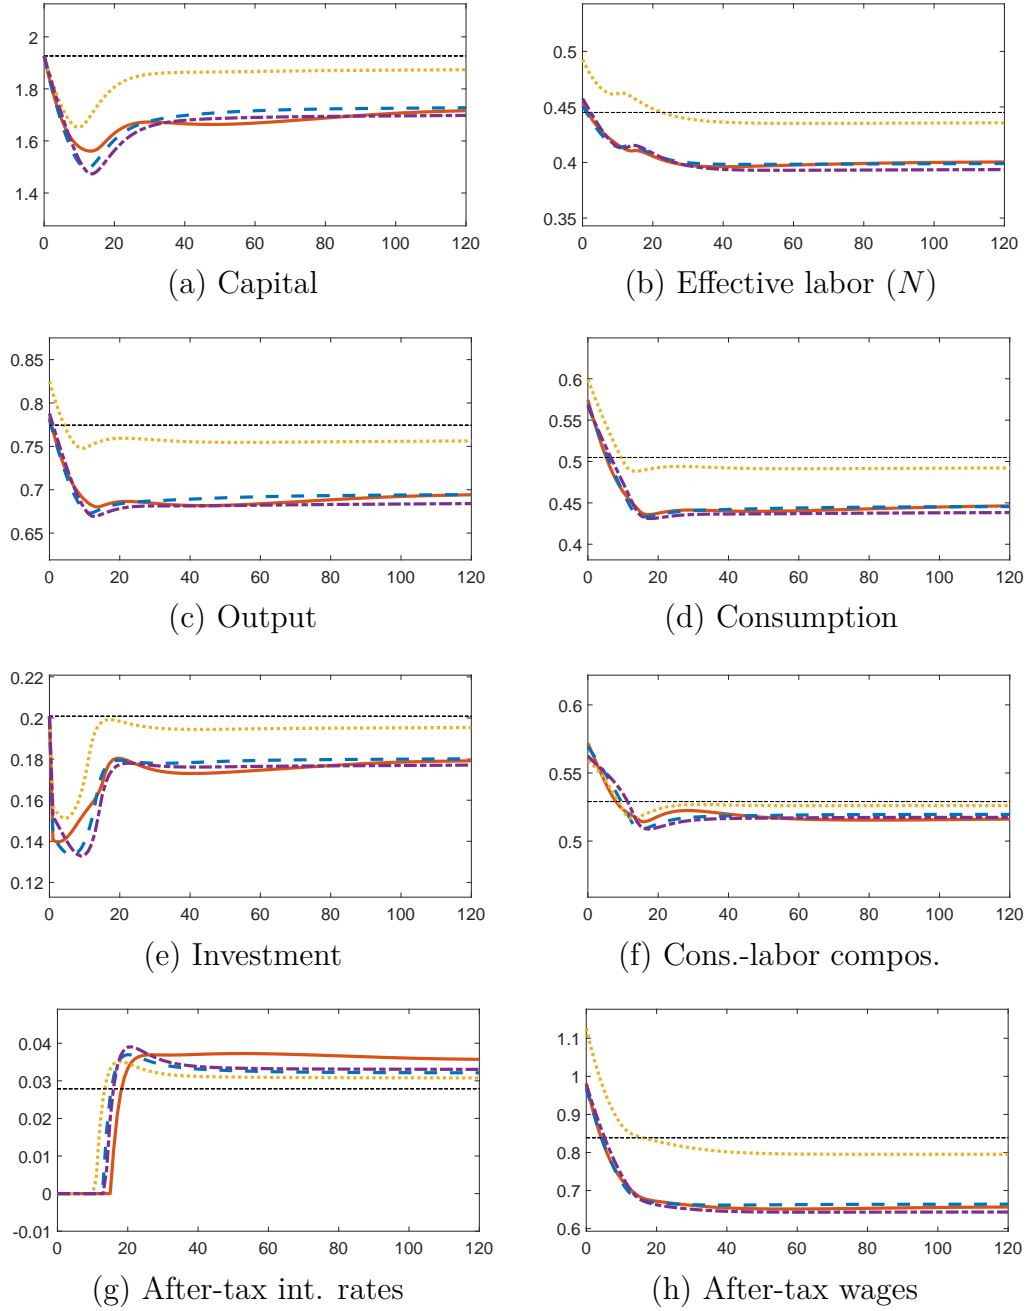 2
1.8
1.6
1.4
0 20 40 60 80 100 120
(a) Capital
0.5
0.45
0.4
0.35
0 20 40 60 80 100 120
(b) Effective labor (N)
0.85
0.8
0.75
0.7
0.65
0 20 40 60 80 100 120
(c) Output
0.6
0.55
0.5
0.45
0.4
0 20 40 60 80 100 120
(d) Consumption
0.22
0.2
0.18
0.16
0.14
0.12
0 20 40 60 80 100 120
(e) Investment
0.6
0.55
0.5
0 20 40 60 80 100 120
(f) Cons.-labor compos.
0.04
0.03
0.02
0.01
0
-0.01
0 20 40 60 80 100 120
(g) After-tax int. rates
1.1
1
0.9
0.8
0.7
0.6
0 20 40 60 80 100 120
(h) After-tax wages